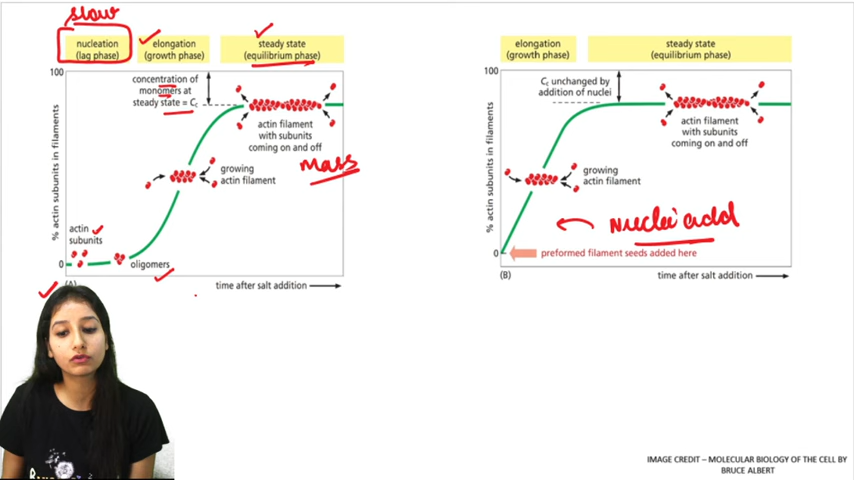 slow
nucleation
(lag phase)
elongation
(growth phase)
steady state
(equilibrium phase)
100
concentration of
monomers at
steady state = Cc
actin filament
with subunits
coming on and off
mass
growing
actin filament
actin
subunits
oligomers
0
% actin subunits in filaments
(A)
time after salt addition
elongation
(growth phase)
steady state
(equilibrium phase)
100
Cc unchanged by
addition of nuclei
actin filament
with subunits
coming on and off
growing
actin filament
Nuclei add
0
preformed filament seeds added here
% actin subunits in filaments
(B)
time after salt addition
IMAGE CREDIT – MOLECULAR BIOLOGY OF THE CELL BY
BRUCE ALBERT